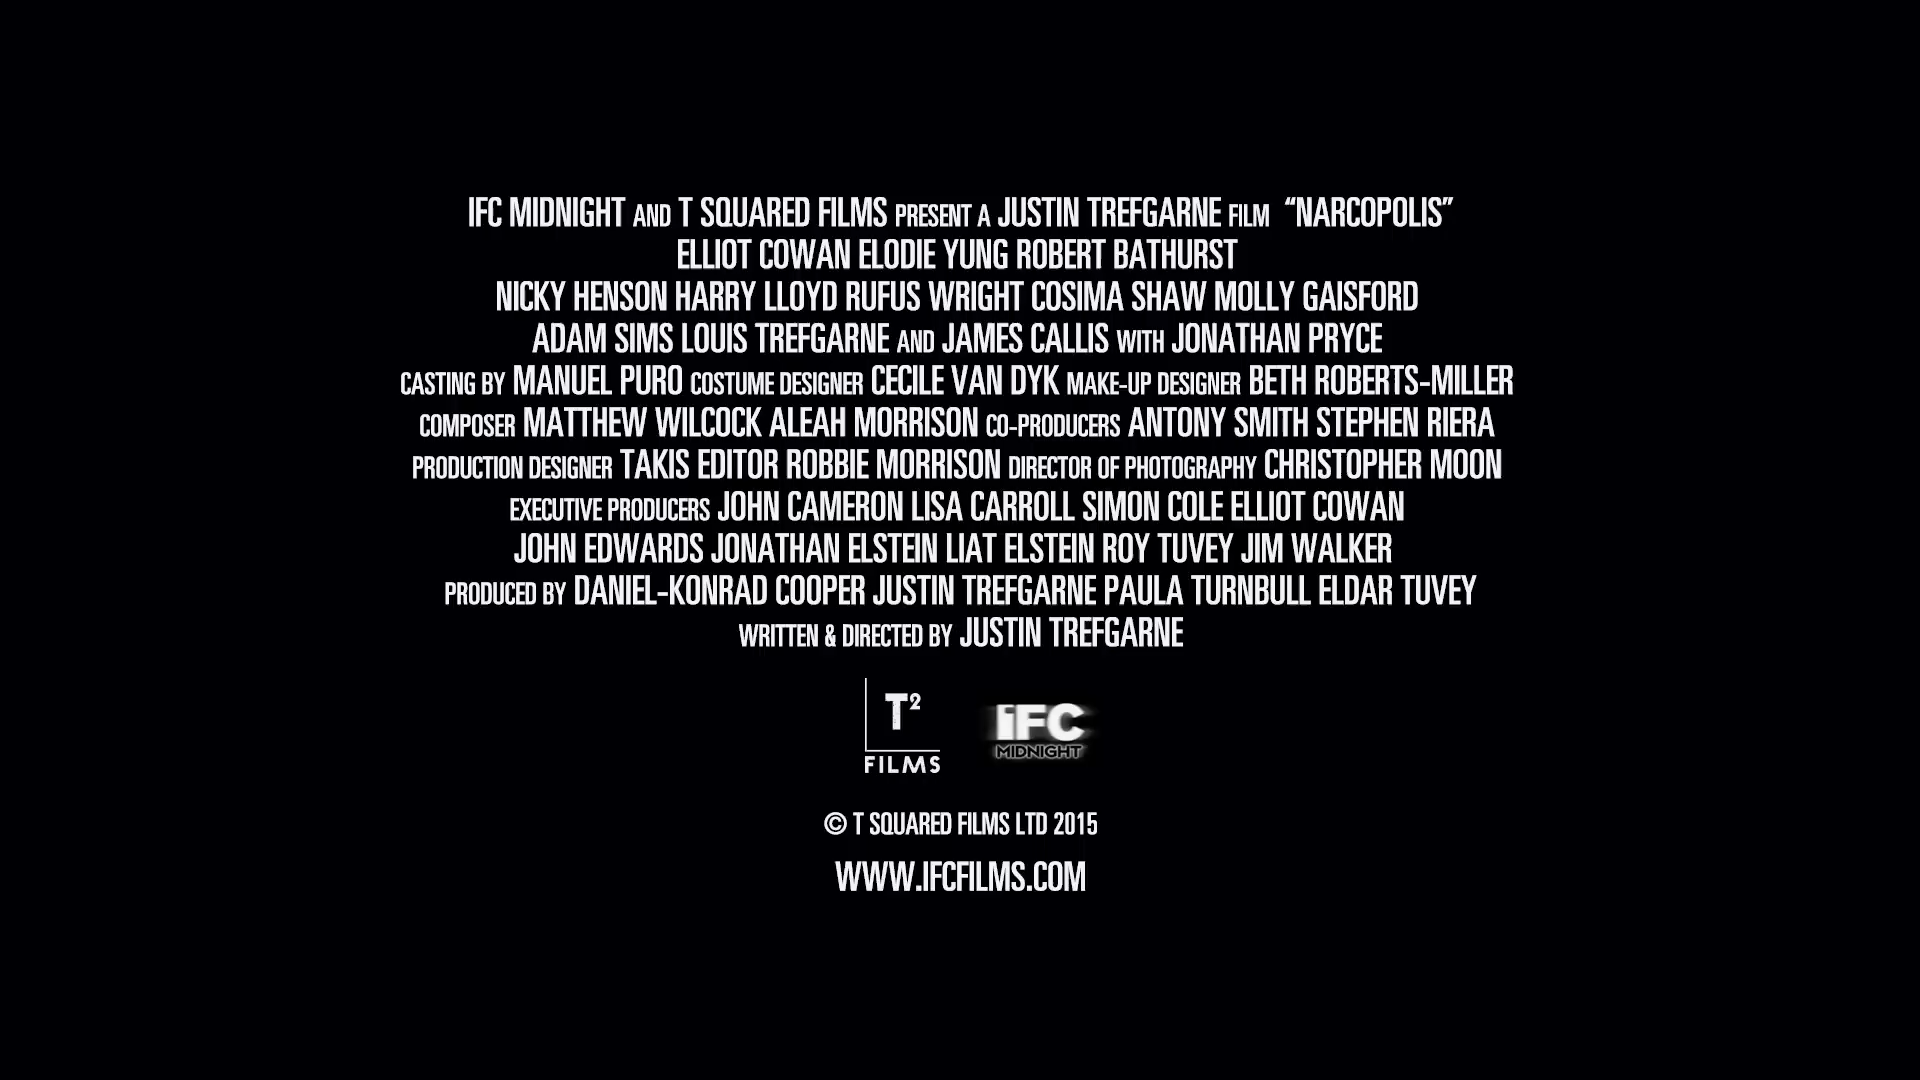 IFC MIDNIGHT AND T SQUARED FILMS PRESENT A JUSTIN TREFGARNE FILM “NARCOPOLIS”
ELLIOT COWAN ELODIE YUNG ROBERT BATHURST
NICKY HENSON HARRY LLOYD RUFUS WRIGHT COSIMA SHAW MOLLY GAISFORD
ADAM SIMS LOUIS TREFGARNE AND JAMES CALLIS WITH JONATHAN PRYCE
CASTING BY MANUEL PURO COSTUME DESIGNER CECILE VAN DYK MAKE-UP DESIGNER BETH ROBERTS-MILLER
COMPOSER MATTHEW WILCOCK ALEAH MORRISON CO-PRODUCERS ANTONY SMITH STEPHEN RIERA
PRODUCTION DESIGNER TAKIS EDITOR ROBBIE MORRISON DIRECTOR OF PHOTOGRAPHY CHRISTOPHER MOON
EXECUTIVE PRODUCERS JOHN CAMERON LISA CARROLL SIMON COLE ELLIOT COWAN
JOHN EDWARDS JONATHAN ELSTEIN LIAT ELSTEIN ROY TUVEY JIM WALKER
PRODUCED BY DANIEL-KONRAD COOPER JUSTIN TREFGARNE PAULA TURNBULL ELDAR TUVEY
WRITTEN & DIRECTED BY JUSTIN TREFGARNE
T²
FILMS
iFC
MIDNIGHT
© T SQUARED FILMS LTD 2015
WWW.IFCFILMS.COM